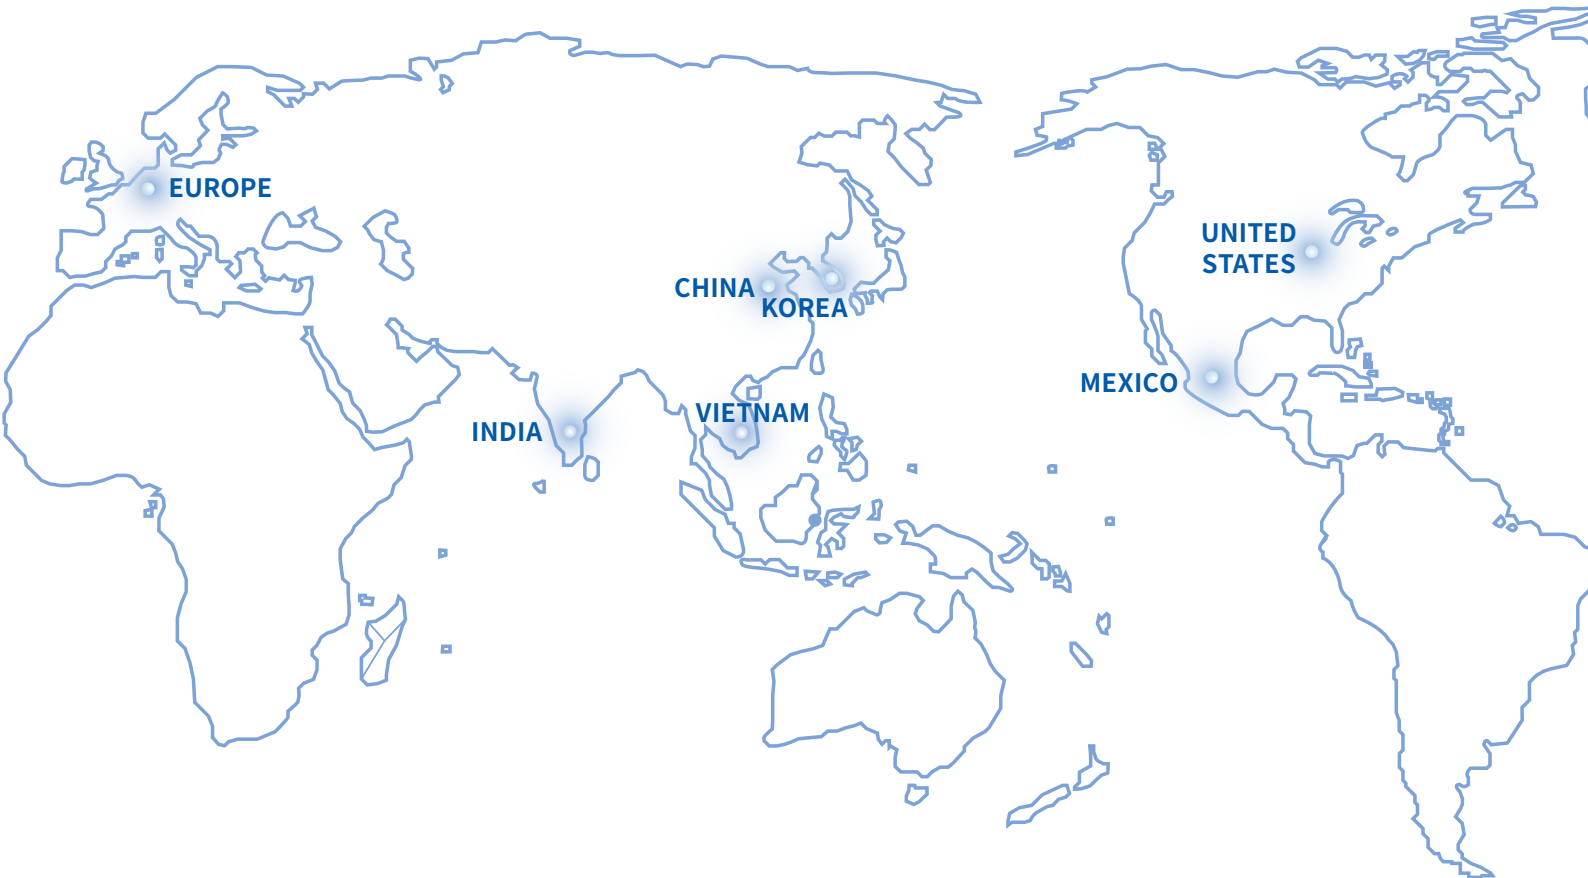 EUROPE
UNITED
STATES
CHINA
KOREA
MEXICO
VIETNAM
INDIA